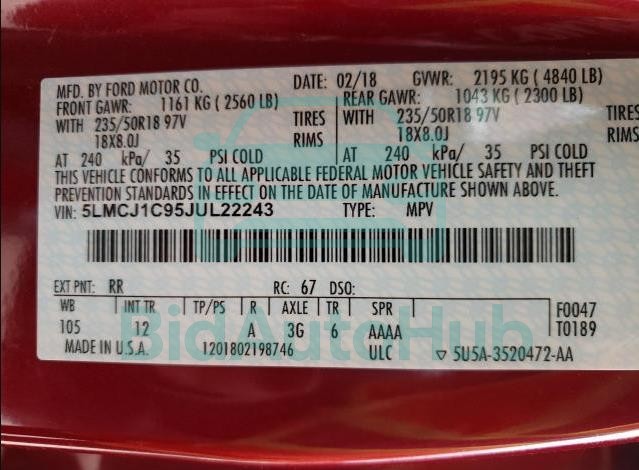 MFD. BY FORD MOTOR CO. DATE: 02/18 GVWR: 2195 KG ( 4840 LB)
FRONT GAWR: 1161 KG ( 2560 LB) REAR GAWR: 1043 KG ( 2300 LB)
WITH 235/50R18 97V TIRES WITH 235/50R18 97V TIRES
18X8.0J RIMS 18X8.0J RIMS
AT 240 kPa/ 35 PSI COLD AT 240 kPa/ 35 PSI COLD
THIS VEHICLE CONFORMS TO ALL APPLICABLE FEDERAL MOTOR VEHICLE SAFETY AND THEFT
PREVENTION STANDARDS IN EFFECT ON THE DATE OF MANUFACTURE SHOWN ABOVE.
VIN: 5LMCJ1C95JUL22243 TYPE: MPV
EXT PNT: RR RC: 67 DSO:
WB INT TR TP/PS R AXLE TR SPR F0047
105 12 A 3G 6 AAAA T0189
MADE IN U.S.A. 1201802198746 ULC ▽ 5U5A-3520472-AA
BidAutoHub